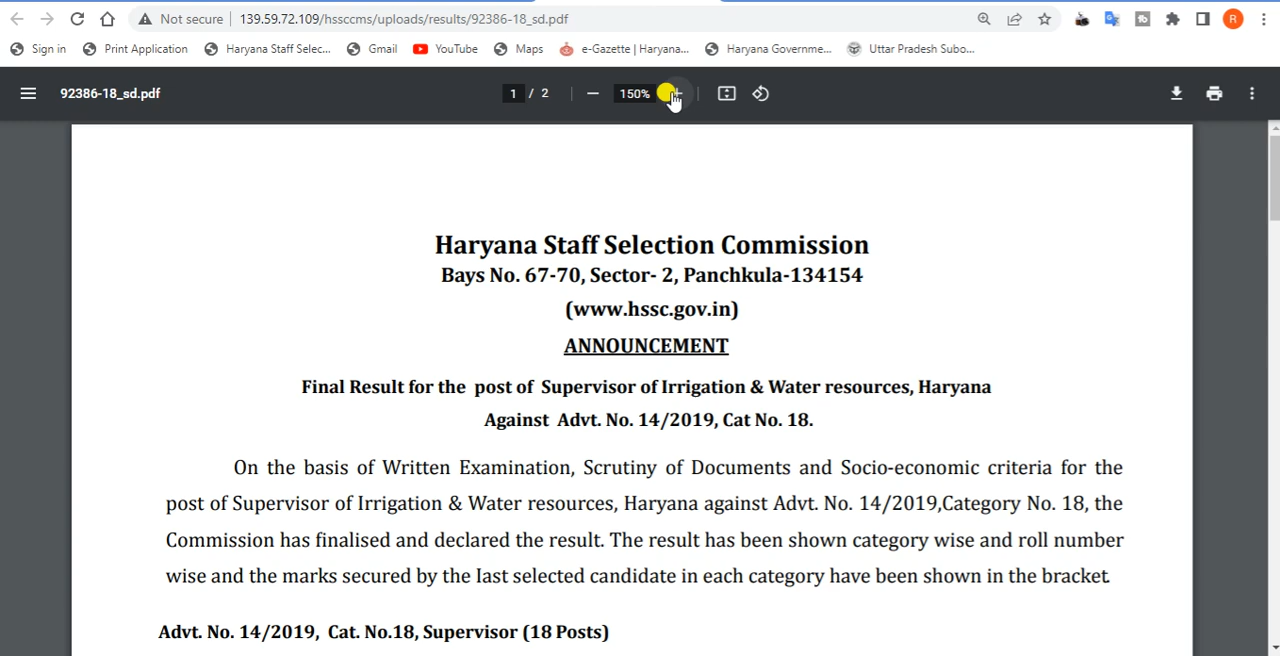 Not secure 139.59.72.109/hssccms/uploads/results/92386-18_sd.pdf R
Sign in Print Application Haryana Staff Selec... Gmail YouTube Maps e-Gazette | Haryana... Haryana Governme... Uttar Pradesh Subo...
92386-18_sd.pdf 1 / 2 150%
Haryana Staff Selection Commission
Bays No. 67-70, Sector- 2, Panchkula-134154
(www.hssc.gov.in)
ANNOUNCEMENT
Final Result for the post of Supervisor of Irrigation & Water resources, Haryana
Against Advt. No. 14/2019, Cat No. 18.
On the basis of Written Examination, Scrutiny of Documents and Socio-economic criteria for the
post of Supervisor of Irrigation & Water resources, Haryana against Advt. No. 14/2019,Category No. 18, the
Commission has finalised and declared the result. The result has been shown category wise and roll number
wise and the marks secured by the last selected candidate in each category have been shown in the bracket.
Advt. No. 14/2019, Cat. No.18, Supervisor (18 Posts)